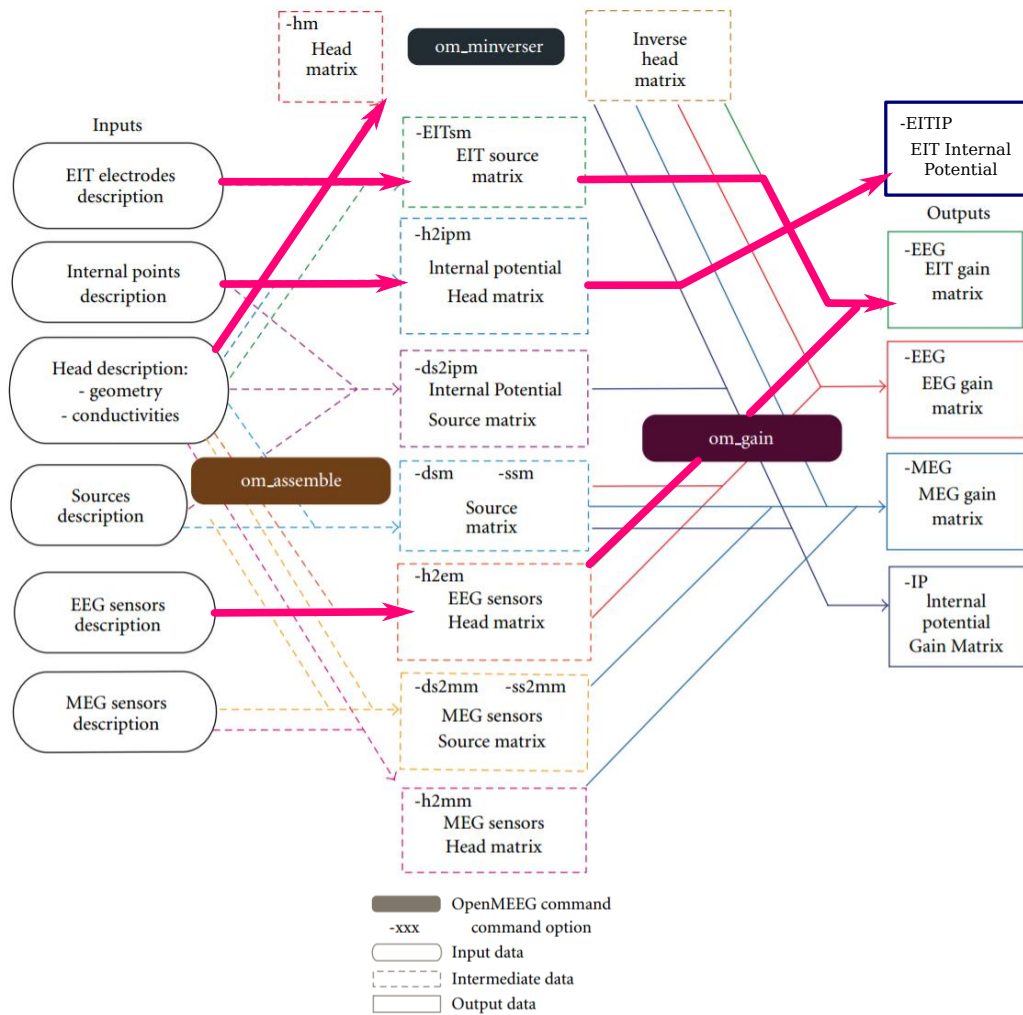 -hm
Head
matrix
om_minverser
Inverse
head
matrix
Inputs
EIT electrodes
description
Internal points
description
Head description:
- geometry
- conductivities
Sources
description
EEG sensors
description
MEG sensors
description
om_assemble
-EITsm
EIT source
matrix
-h2ipm
Internal potential
Head matrix
-ds2ipm
Internal Potential
Source matrix
-dsm -ssm
Source
matrix
-h2em
EEG sensors
Head matrix
-ds2mm -ss2mm
MEG sensors
Source matrix
-h2mm
MEG sensors
Head matrix
om_gain
-EITIP
EIT Internal
Potential
Outputs
-EEG
EIT gain
matrix
-EEG
EEG gain
matrix
-MEG
MEG gain
matrix
-IP
Internal
potential
Gain Matrix
OpenMEEG command
-xxx command option
Input data
Intermediate data
Output data